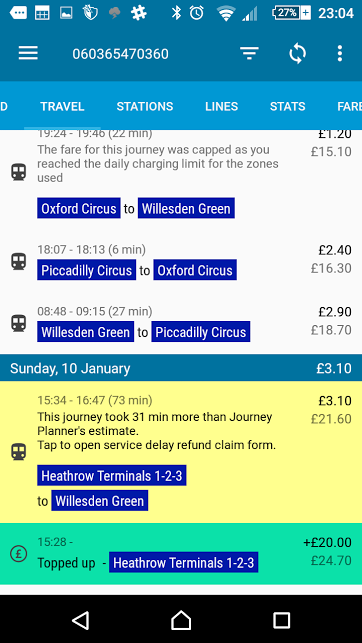 27% 23:04
060365470360
D TRAVEL STATIONS LINES STATS FARE
19:24 - 19:46 (22 min) £1.20
The fare for this journey was capped as you £15.10
reached the daily charging limit for the zones
used
Oxford Circus to Willesden Green
18:07 - 18:13 (6 min) £2.40
Piccadilly Circus to Oxford Circus £16.30
08:48 - 09:15 (27 min) £2.90
Willesden Green to Piccadilly Circus £18.70
Sunday, 10 January £3.10
15:34 - 16:47 (73 min) £3.10
This journey took 31 min more than Journey £21.60
Planner's estimate.
Tap to open service delay refund claim form.
Heathrow Terminals 1-2-3
to Willesden Green
15:28 - +£20.00
£ Topped up - Heathrow Terminals 1-2-3 £24.70